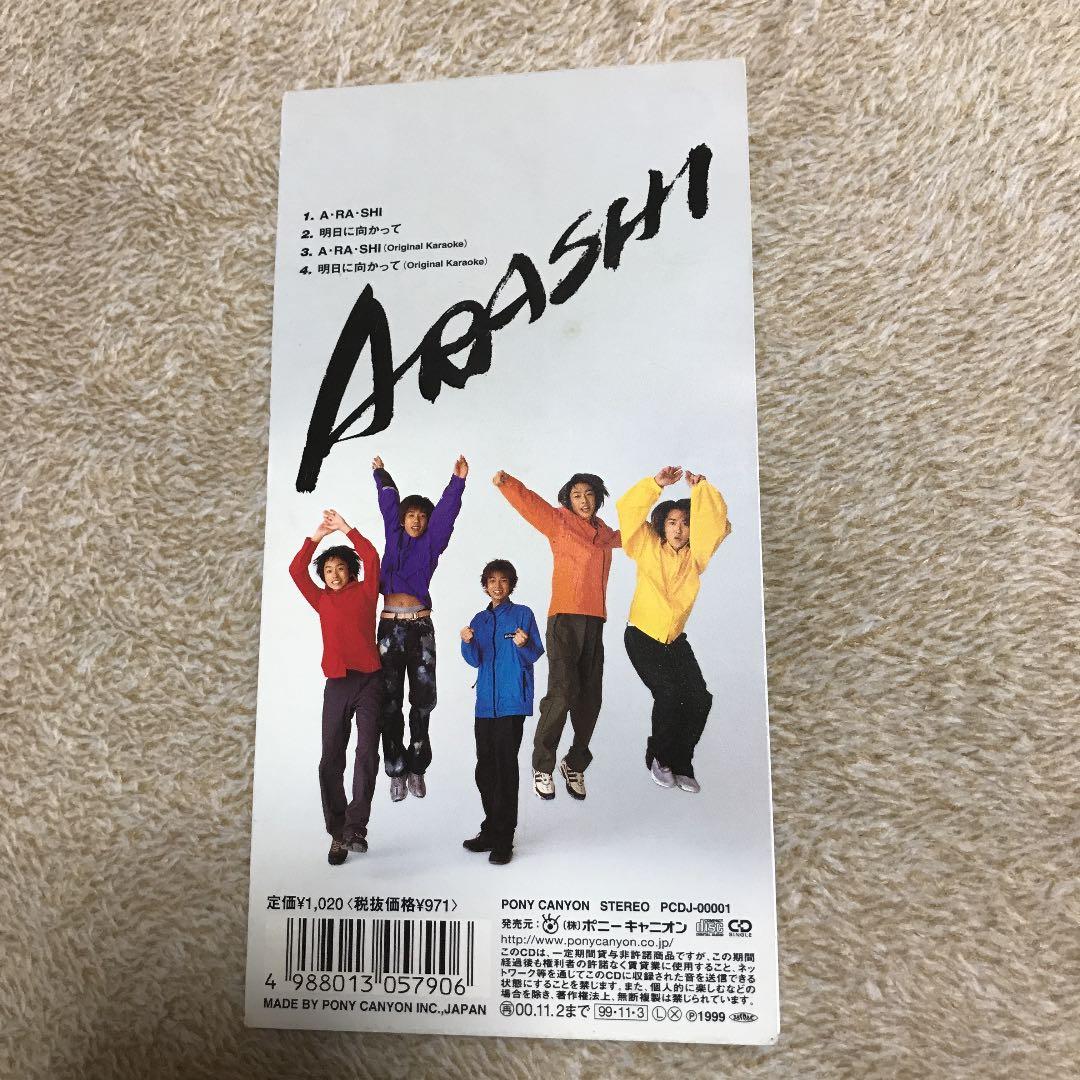 1. A・RA・SHI
2. 明日に向かって
3. A・RA・SHI (Original Karaoke)
4. 明日に向かって (Original Karaoke)
ARASHI
定価¥1,020〈税抜価格¥971〉
4 988013 057906
MADE BY PONY CANYON INC.,JAPAN
PONY CANYON STEREO PCDJ-00001
発売元：(株)ポニーキャニオン disc CD SINGLE
http://www.ponycanyon.co.jp/
このCDは、一定期間貸与非許諾商品ですが、この期間
経過後も権利者の許諾なく賃貸業に使用すること、ネッ
トワーク等を通じてこのCDに収録された音を送信できる
状態にすることを禁じます。また、個人的に楽しむなどの
場合を除き、著作権法上、無断複製は禁じられています。
再00.11.2まで 99・11・3 Ⓛ Ⓧ Ⓟ1999